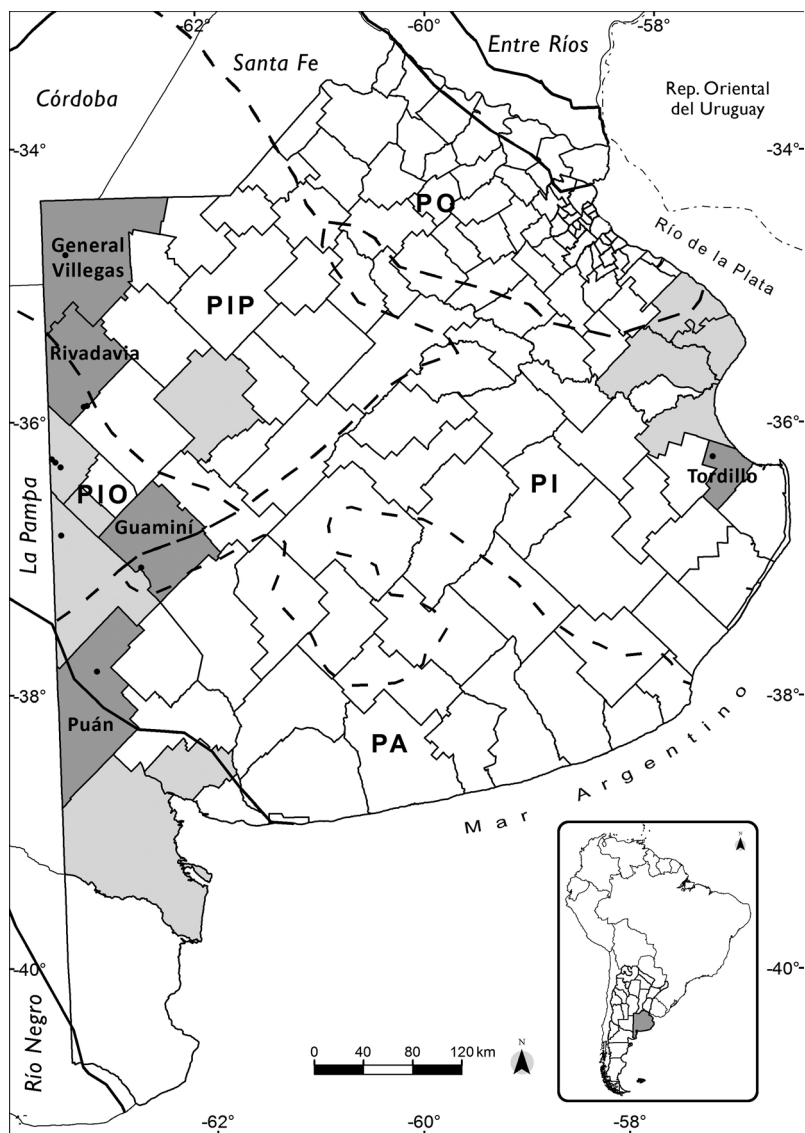 -62°
-60°
-58°
Entre Ríos
Santa Fe
Córdoba
Rep. Oriental
del Uruguay
-34°
-34°
PO
Río de la Plata
General
Villegas
PIP
Rivadavia
-36°
-36°
PIO
PI
Tordillo
Guaminí
La Pampa
-38°
-38°
Puán
PA
Mar Argentino
N
-40°
-40°
Río Negro
0 40 80 120 km
N
-62°
-60°
-58°